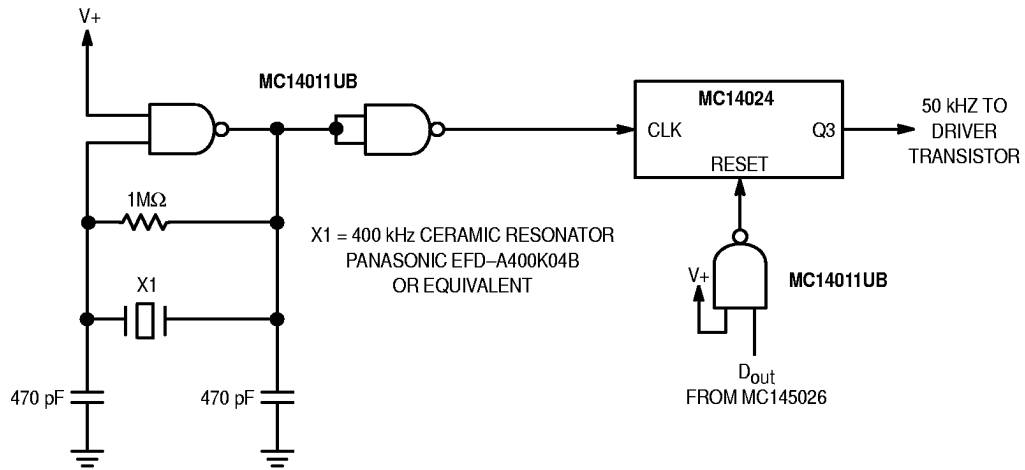 V+
MC14011UB
MC14024
CLK
Q3
RESET
50 kHZ TO
DRIVER
TRANSISTOR
1MΩ
X1 = 400 kHz CERAMIC RESONATOR
PANASONIC EFD–A400K04B
OR EQUIVALENT
X1
V+
MC14011UB
470 pF
470 pF
Dout
FROM MC145026